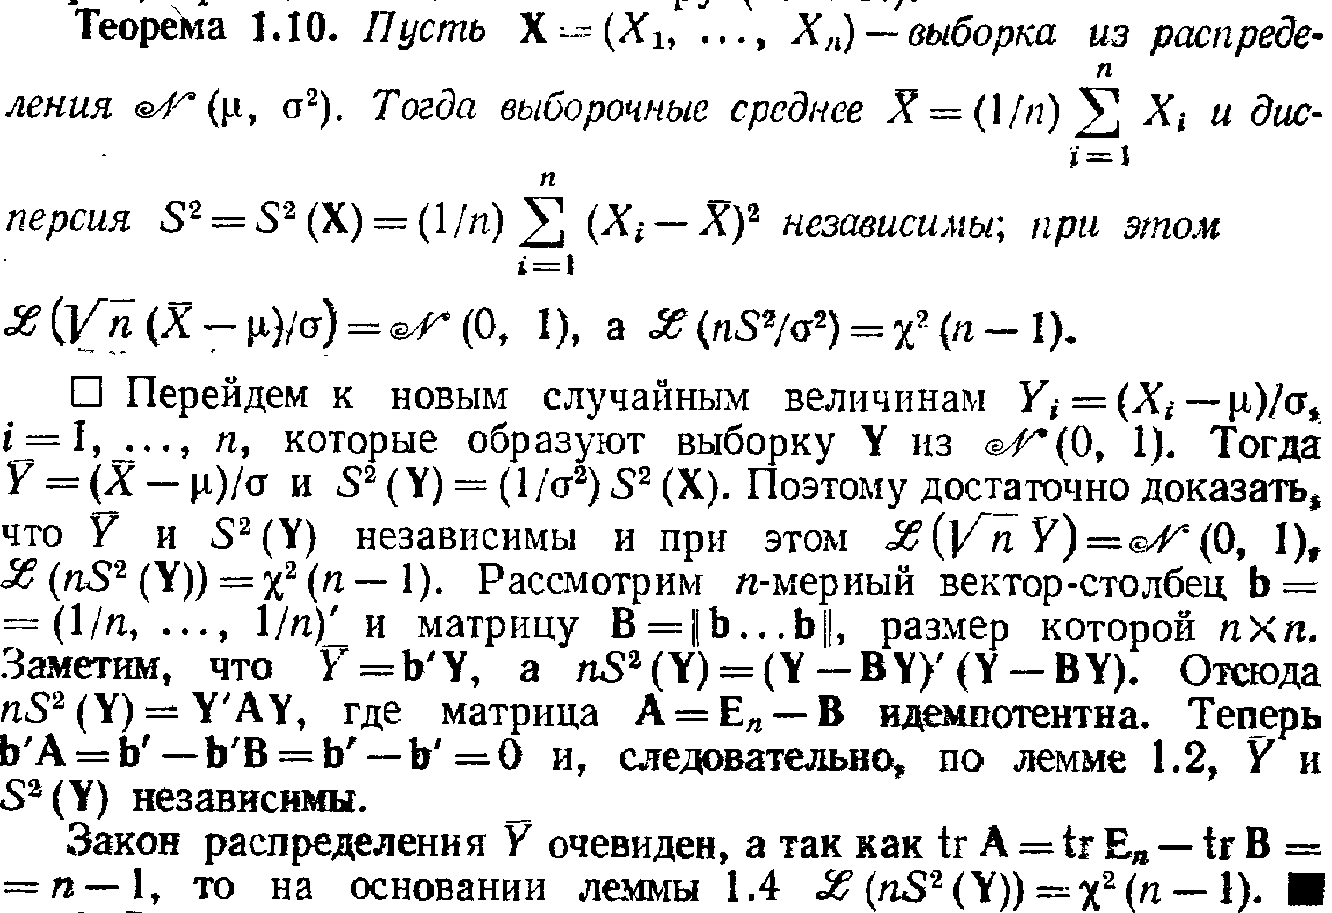 Теорема 1.10. Пусть X = (X₁, ..., Xₙ) — выборка из распреде-
ления 𝒩 (μ, σ²). Тогда выборочные среднее X̄ = (1/n) ∑ᵢ₌₁ⁿ Xᵢ и дис-
персия S² = S² (X) = (1/n) ∑ᵢ₌₁ⁿ (Xᵢ — X̄)² независимы; при этом
ℒ (√n (X̄ — μ)/σ) = 𝒩 (0, 1), а ℒ (nS²/σ²) = χ² (n — 1).
□ Перейдем к новым случайным величинам Yᵢ = (Xᵢ — μ)/σ,
i = 1, ..., n, которые образуют выборку Y из 𝒩 (0, 1). Тогда
Ȳ = (X̄ — μ)/σ и S² (Y) = (1/σ²) S² (X). Поэтому достаточно доказать,
что Ȳ и S² (Y) независимы и при этом ℒ (√n Ȳ) = 𝒩 (0, 1),
ℒ (nS² (Y)) = χ² (n — 1). Рассмотрим n-мерный вектор-столбец b =
= (1/n, ..., 1/n)′ и матрицу B = ‖b...b‖, размер которой n×n.
Заметим, что Ȳ = b′Y, а nS² (Y) = (Y — BY)′ (Y — BY). Отсюда
nS² (Y) = Y′AY, где матрица A = Eₙ — B идемпотентна. Теперь
b′A = b′ — b′B = b′ — b′ = 0 и, следовательно, по лемме 1.2, Ȳ и
S² (Y) независимы.
Закон распределения Ȳ очевиден, а так как tr A = tr Eₙ — tr B =
= n — 1, то на основании леммы 1.4 ℒ (nS² (Y)) = χ² (n — 1). ■